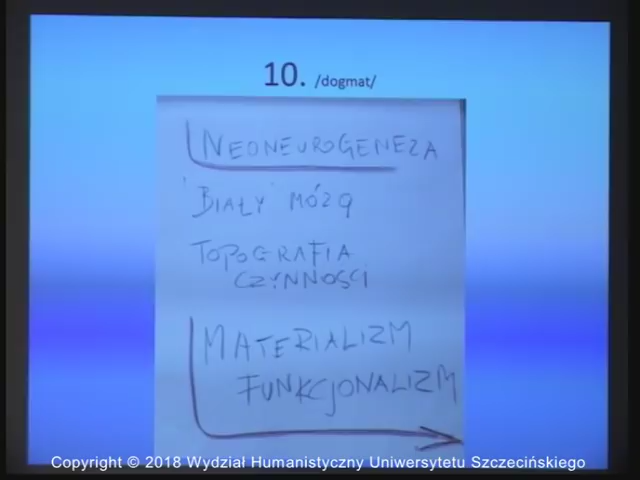 10. /dogmat/
NEONEUROGENEZA
'BIAŁY' MÓZG
TOPOGRAFIA
CZYNNOŚCI
MATERIALIZM
FUNKCJONALIZM
Copyright © 2018 Wydział Humanistyczny Uniwersytetu Szczecińskiego